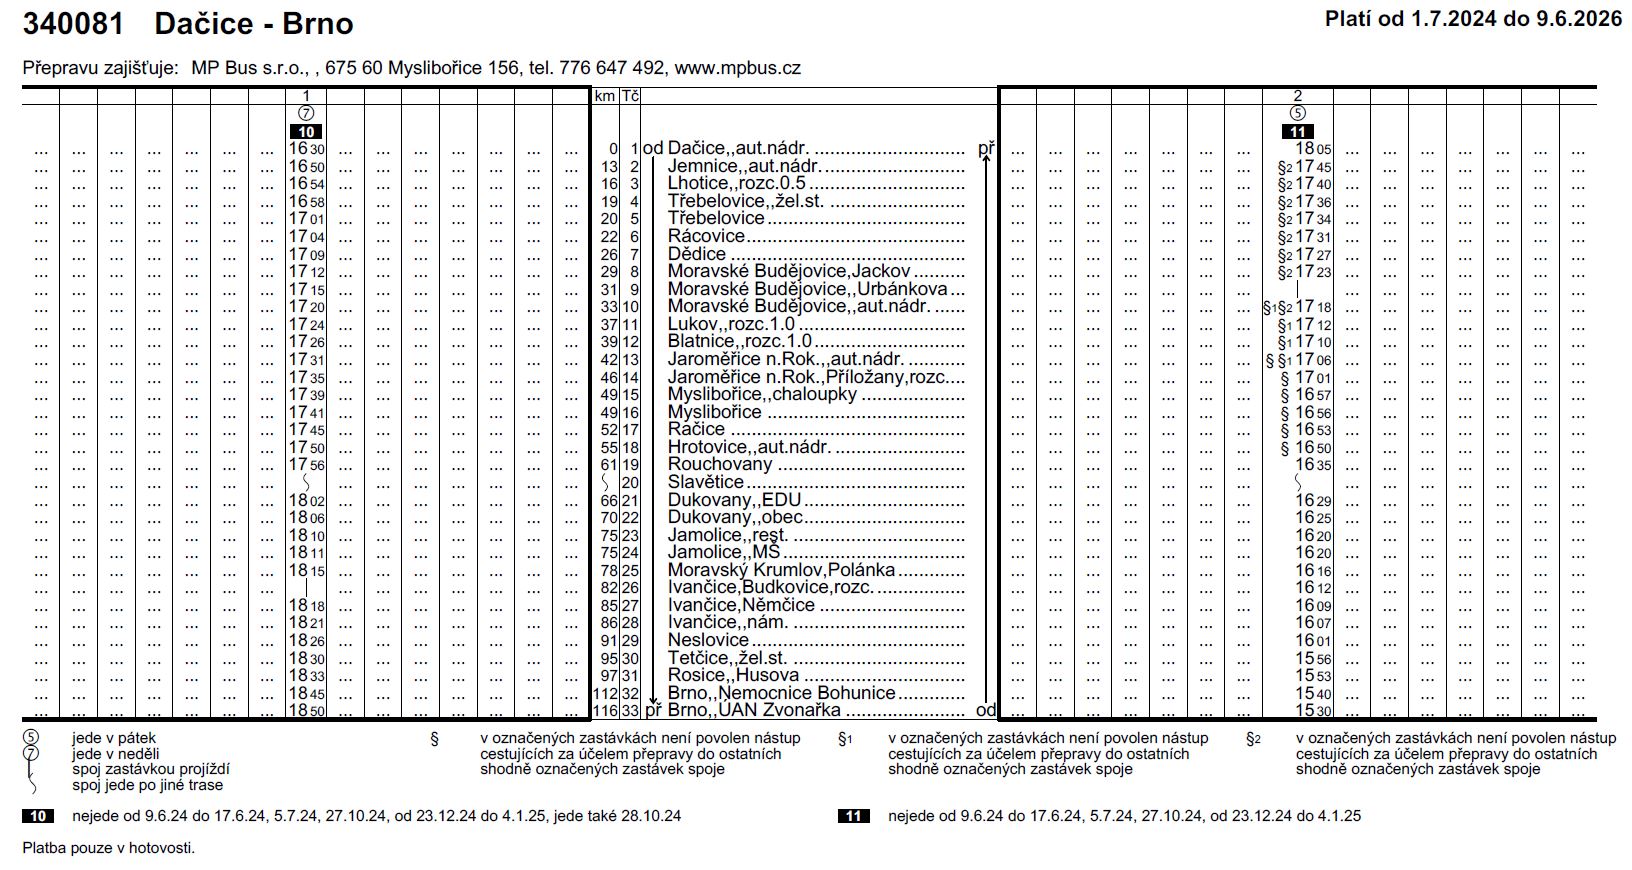 340081 Dačice - Brno
Platí od 1.7.2024 do 9.6.2026
Přepravu zajišťuje: MP Bus s.r.o., , 675 60 Myslibořice 156, tel. 776 647 492, www.mpbus.cz
1 km Tč 2
⑦ ⑤
10 11
... ... ... ... ... ... ... 16 30 ... ... ... ... ... ... ... 0 1 od Dačice,,aut.nádr. ........ př ... ... ... ... ... ... ... 18 05 ... ... ... ... ... ... ...
... ... ... ... ... ... ... 16 50 ... ... ... ... ... ... ... 13 2 Jemnice,,aut.nádr. ........ ... ... ... ... ... ... ... §2 17 45 ... ... ... ... ... ... ...
... ... ... ... ... ... ... 16 54 ... ... ... ... ... ... ... 16 3 Lhotice,,rozc.0.5 ........ ... ... ... ... ... ... ... §2 17 40 ... ... ... ... ... ... ...
... ... ... ... ... ... ... 16 58 ... ... ... ... ... ... ... 19 4 Třebelovice,,žel.st. ........ ... ... ... ... ... ... ... §2 17 36 ... ... ... ... ... ... ...
... ... ... ... ... ... ... 17 01 ... ... ... ... ... ... ... 20 5 Třebelovice ........ ... ... ... ... ... ... ... §2 17 34 ... ... ... ... ... ... ...
... ... ... ... ... ... ... 17 04 ... ... ... ... ... ... ... 22 6 Rácovice ........ ... ... ... ... ... ... ... §2 17 31 ... ... ... ... ... ... ...
... ... ... ... ... ... ... 17 09 ... ... ... ... ... ... ... 26 7 Dědice ........ ... ... ... ... ... ... ... §2 17 27 ... ... ... ... ... ... ...
... ... ... ... ... ... ... 17 12 ... ... ... ... ... ... ... 29 8 Moravské Budějovice,Jackov ........ ... ... ... ... ... ... ... §2 17 23 ... ... ... ... ... ... ...
... ... ... ... ... ... ... 17 15 ... ... ... ... ... ... ... 31 9 Moravské Budějovice,,Urbánkova ... ... ... ... ... ... ... ... | ... ... ... ... ... ... ...
... ... ... ... ... ... ... 17 20 ... ... ... ... ... ... ... 33 10 Moravské Budějovice,,aut.nádr. ...... ... ... ... ... ... ... ... §1§2 17 18 ... ... ... ... ... ... ...
... ... ... ... ... ... ... 17 24 ... ... ... ... ... ... ... 37 11 Lukov,,rozc.1.0 ........ ... ... ... ... ... ... ... §1 17 12 ... ... ... ... ... ... ...
... ... ... ... ... ... ... 17 26 ... ... ... ... ... ... ... 39 12 Blatnice,,rozc.1.0 ........ ... ... ... ... ... ... ... §1 17 10 ... ... ... ... ... ... ...
... ... ... ... ... ... ... 17 31 ... ... ... ... ... ... ... 42 13 Jaroměřice n.Rok.,,aut.nádr. ........ ... ... ... ... ... ... ... § §1 17 06 ... ... ... ... ... ... ...
... ... ... ... ... ... ... 17 35 ... ... ... ... ... ... ... 46 14 Jaroměřice n.Rok.,Příložany,rozc.... ... ... ... ... ... ... ... § 17 01 ... ... ... ... ... ... ...
... ... ... ... ... ... ... 17 39 ... ... ... ... ... ... ... 49 15 Myslibořice,,chaloupky ........ ... ... ... ... ... ... ... § 16 57 ... ... ... ... ... ... ...
... ... ... ... ... ... ... 17 41 ... ... ... ... ... ... ... 49 16 Myslibořice ........ ... ... ... ... ... ... ... § 16 56 ... ... ... ... ... ... ...
... ... ... ... ... ... ... 17 45 ... ... ... ... ... ... ... 52 17 Račice ........ ... ... ... ... ... ... ... § 16 53 ... ... ... ... ... ... ...
... ... ... ... ... ... ... 17 50 ... ... ... ... ... ... ... 55 18 Hrotovice,,aut.nádr. ........ ... ... ... ... ... ... ... § 16 50 ... ... ... ... ... ... ...
... ... ... ... ... ... ... 17 56 ... ... ... ... ... ... ... 61 19 Rouchovany ........ ... ... ... ... ... ... ... 16 35 ... ... ... ... ... ... ...
... ... ... ... ... ... ... ... ... ... ... ... ... ... 20 Slavětice ........ ... ... ... ... ... ... ... ... ... ... ... ... ... ...
... ... ... ... ... ... ... 18 02 ... ... ... ... ... ... ... 66 21 Dukovany,,EDU ........ ... ... ... ... ... ... ... 16 29 ... ... ... ... ... ... ...
... ... ... ... ... ... ... 18 06 ... ... ... ... ... ... ... 70 22 Dukovany,,obec ........ ... ... ... ... ... ... ... 16 25 ... ... ... ... ... ... ...
... ... ... ... ... ... ... 18 10 ... ... ... ... ... ... ... 75 23 Jamolice,,rest. ........ ... ... ... ... ... ... ... 16 20 ... ... ... ... ... ... ...
... ... ... ... ... ... ... 18 11 ... ... ... ... ... ... ... 75 24 Jamolice,,MŠ ........ ... ... ... ... ... ... ... 16 20 ... ... ... ... ... ... ...
... ... ... ... ... ... ... 18 15 ... ... ... ... ... ... ... 78 25 Moravský Krumlov,Polánka ........ ... ... ... ... ... ... ... 16 16 ... ... ... ... ... ... ...
... ... ... ... ... ... ... | ... ... ... ... ... ... ... 82 26 Ivančice,Budkovice,rozc. ........ ... ... ... ... ... ... ... 16 12 ... ... ... ... ... ... ...
... ... ... ... ... ... ... 18 18 ... ... ... ... ... ... ... 85 27 Ivančice,Němčice ........ ... ... ... ... ... ... ... 16 09 ... ... ... ... ... ... ...
... ... ... ... ... ... ... 18 21 ... ... ... ... ... ... ... 86 28 Ivančice,,nám. ........ ... ... ... ... ... ... ... 16 07 ... ... ... ... ... ... ...
... ... ... ... ... ... ... 18 26 ... ... ... ... ... ... ... 91 29 Neslovice ........ ... ... ... ... ... ... ... 16 01 ... ... ... ... ... ... ...
... ... ... ... ... ... ... 18 30 ... ... ... ... ... ... ... 95 30 Tetčice,,žel.st. ........ ... ... ... ... ... ... ... 15 56 ... ... ... ... ... ... ...
... ... ... ... ... ... ... 18 33 ... ... ... ... ... ... ... 97 31 Rosice,,Husova ........ ... ... ... ... ... ... ... 15 53 ... ... ... ... ... ... ...
... ... ... ... ... ... ... 18 45 ... ... ... ... ... ... ... 112 32 Brno,,Nemocnice Bohunice ........ ... ... ... ... ... ... ... 15 40 ... ... ... ... ... ... ...
... ... ... ... ... ... ... 18 50 ... ... ... ... ... ... ... 116 33 př Brno,,ÚAN Zvonařka ........ od ... ... ... ... ... ... ... 15 30 ... ... ... ... ... ... ...
⑤ jede v pátek
⑦ jede v neděli
spoj zastávkou projíždí
spoj jede po jiné trase
§ v označených zastávkách není povolen nástup
cestujících za účelem přepravy do ostatních
shodně označených zastávek spoje
§1 v označených zastávkách není povolen nástup
cestujících za účelem přepravy do ostatních
shodně označených zastávek spoje
§2 v označených zastávkách není povolen nástup
cestujících za účelem přepravy do ostatních
shodně označených zastávek spoje
10 nejede od 9.6.24 do 17.6.24, 5.7.24, 27.10.24, od 23.12.24 do 4.1.25, jede také 28.10.24
11 nejede od 9.6.24 do 17.6.24, 5.7.24, 27.10.24, od 23.12.24 do 4.1.25
Platba pouze v hotovosti.